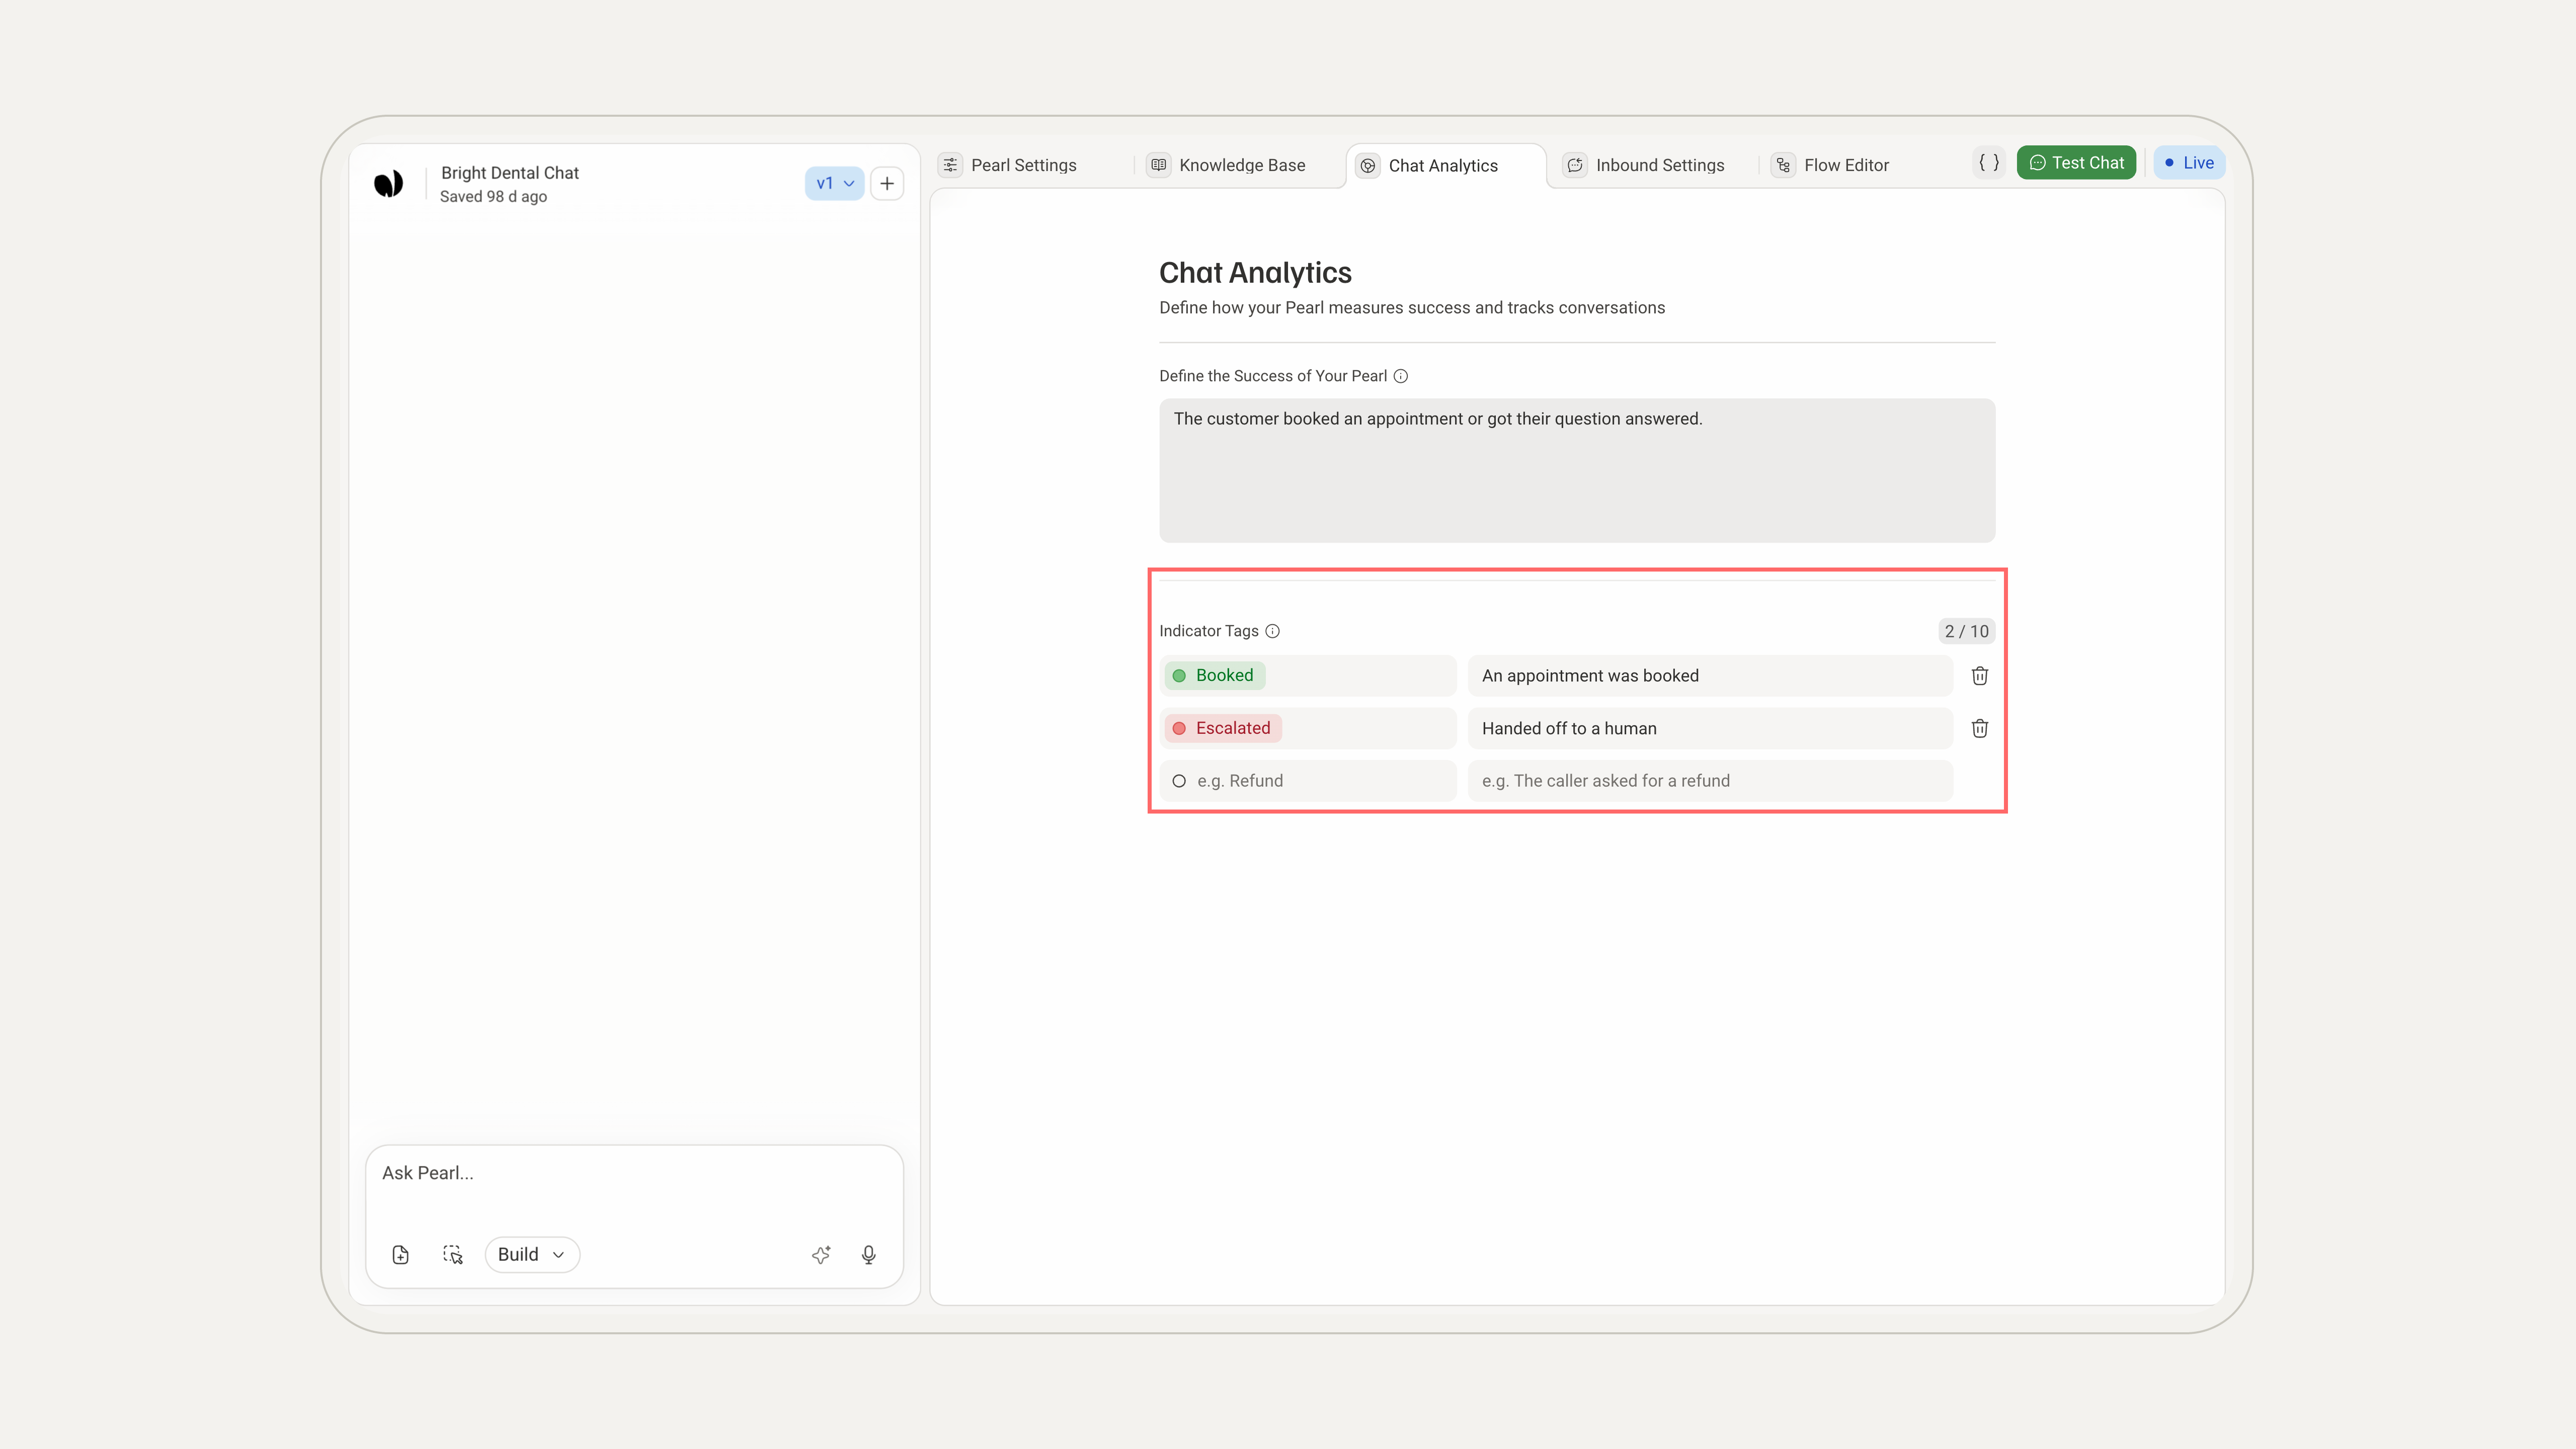 Bright Dental Chat
Saved 98 d ago
v1
Pearl Settings
Knowledge Base
Chat Analytics
Inbound Settings
Flow Editor
{ }
Test Chat
Live
Chat Analytics
Define how your Pearl measures success and tracks conversations
Define the Success of Your Pearl
The customer booked an appointment or got their question answered.
Indicator Tags
2 / 10
Booked
An appointment was booked
Escalated
Handed off to a human
e.g. Refund
e.g. The caller asked for a refund
Ask Pearl...
Build